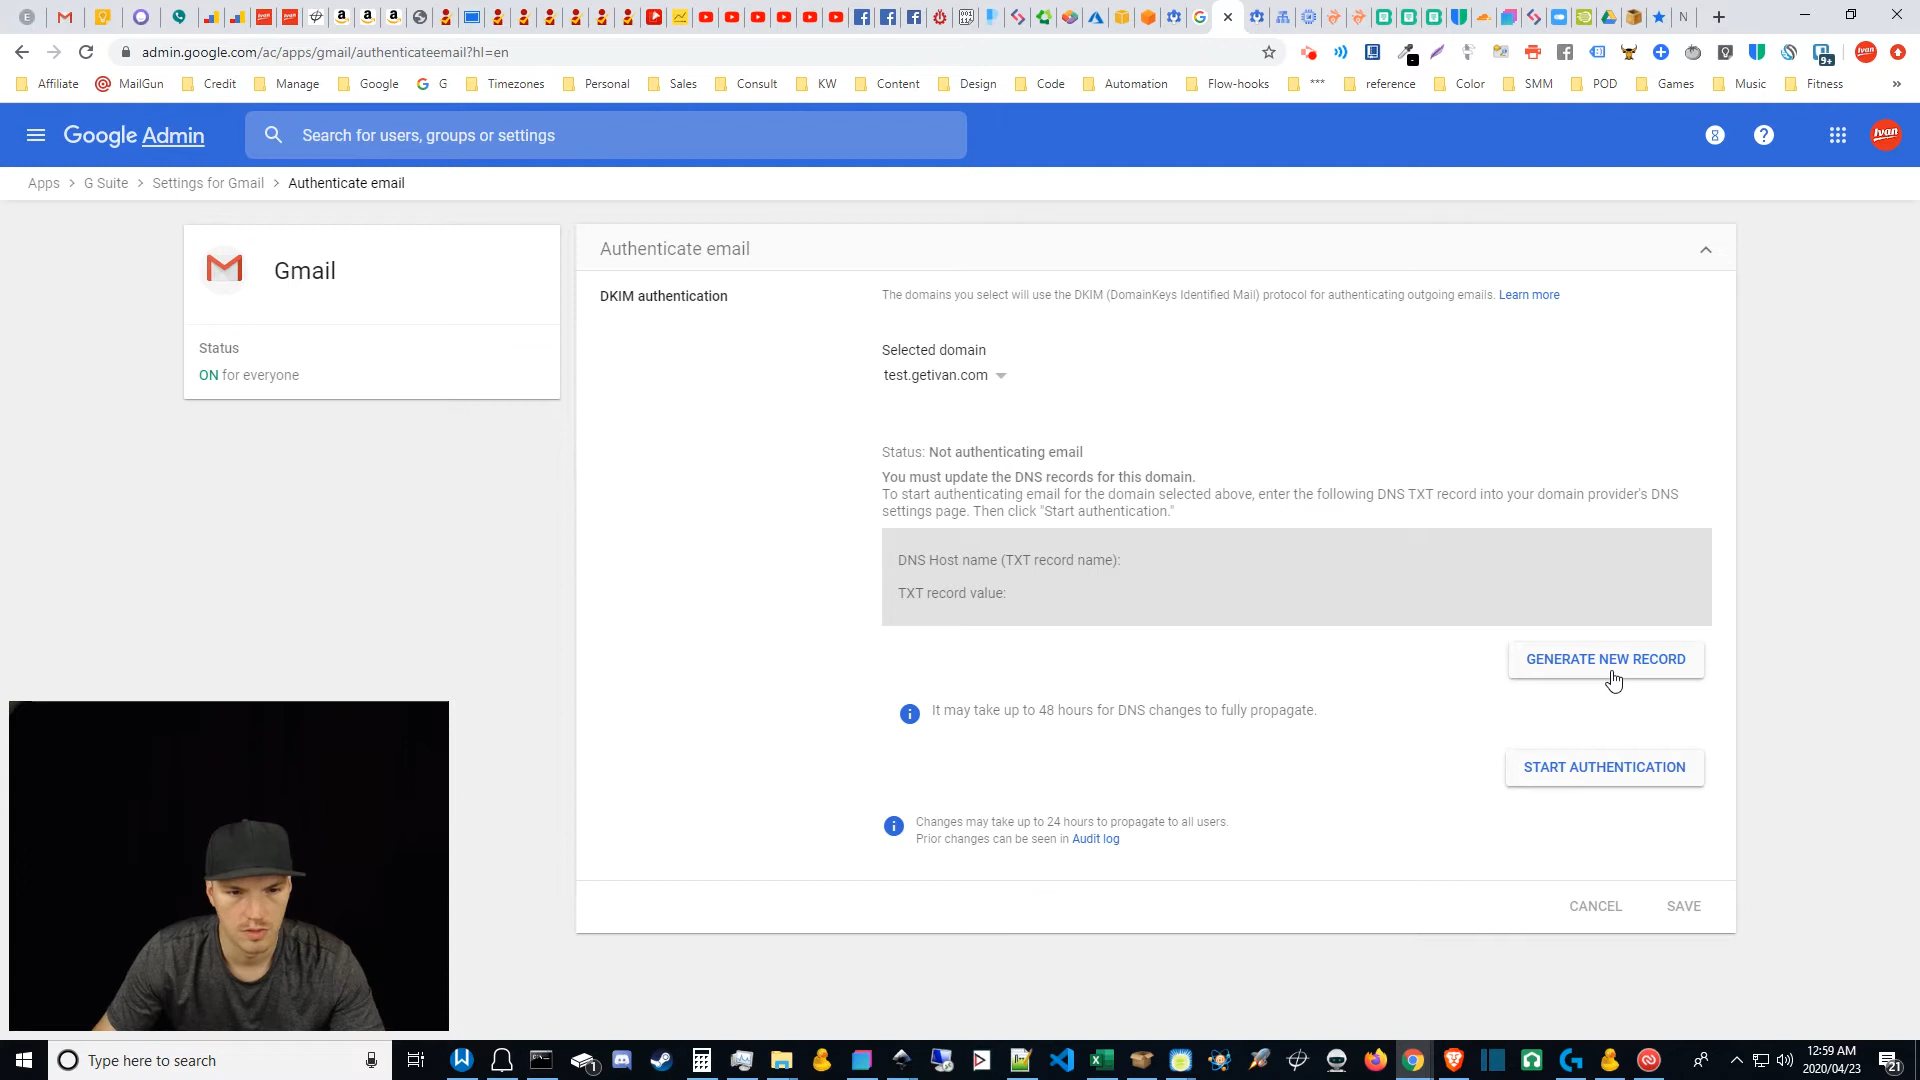 admin.google.com/ac/apps/gmail/authenticateemail?hl=en
9+
Affiliate MailGun Credit Manage Google G Timezones Personal Sales Consult KW Content Design Code Automation Flow-hooks *** reference Color SMM POD Games Music Fitness »
Google Admin
Search for users, groups or settings
Ivan
Apps > G Suite > Settings for Gmail > Authenticate email
Gmail
Status
ON for everyone
Authenticate email
DKIM authentication
The domains you select will use the DKIM (DomainKeys Identified Mail) protocol for authenticating outgoing emails. Learn more
Selected domain
test.getivan.com
Status: Not authenticating email
You must update the DNS records for this domain.
To start authenticating email for the domain selected above, enter the following DNS TXT record into your domain provider's DNS
settings page. Then click "Start authentication."
DNS Host name (TXT record name):
TXT record value:
GENERATE NEW RECORD
It may take up to 48 hours for DNS changes to fully propagate.
START AUTHENTICATION
Changes may take up to 24 hours to propagate to all users.
Prior changes can be seen in Audit log
CANCEL SAVE
Type here to search
12:59 AM
2020/04/23
21